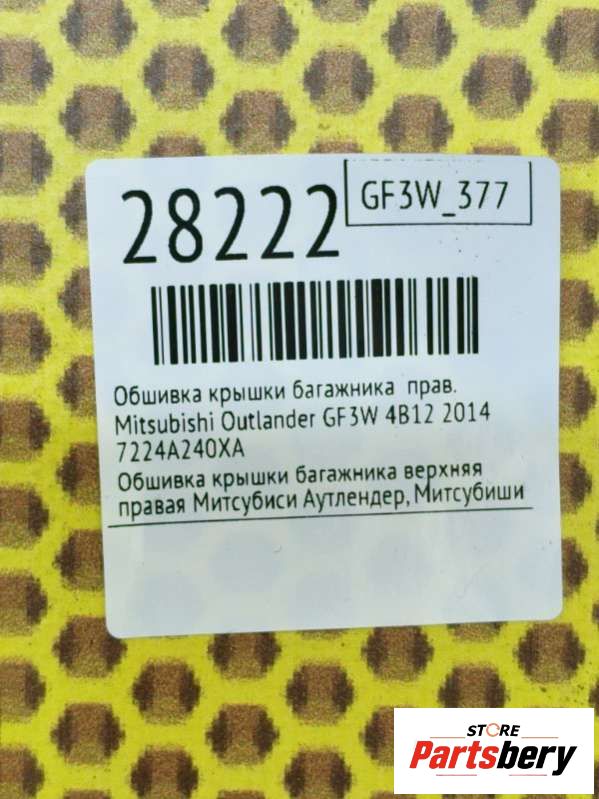 28222
GF3W_377
Обшивка крышки багажника прав.
Mitsubishi Outlander GF3W 4B12 2014
7224A240XA
Обшивка крышки багажника верхняя
правая Митсубиси Аутлендер, Митсубиши
STORE
Partsbery